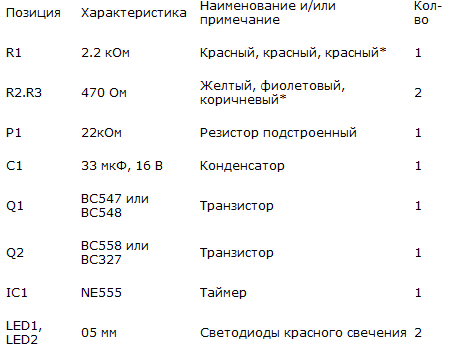 Позиция Характеристика Наименование и/или примечание Кол-во
R1 2.2 кОм Красный, красный, красный* 1
R2.R3 470 Ом Желтый, фиолетовый, коричневый* 2
P1 22кОм Резистор подстроенный 1
C1 33 мкФ, 16 В Конденсатор 1
Q1 BC547 или BC548 Транзистор 1
Q2 BC558 или BC327 Транзистор 1
IC1 NE555 Таймер 1
LED1, LED2 05 мм Светодиоды красного свечения 2